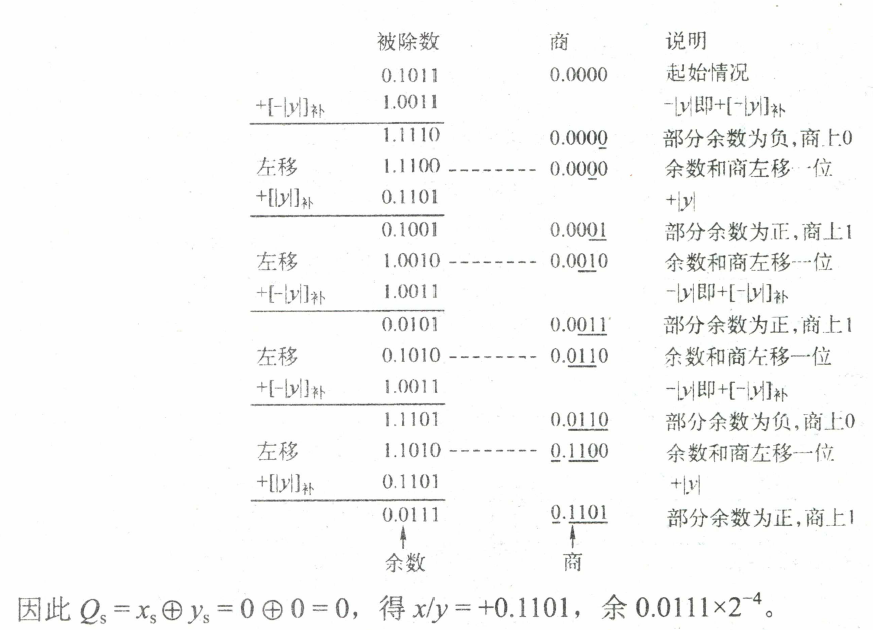 被除数 商 说明
0.1011 0.0000 起始情况
+[-|y|]补 1.0011 -|y|即+[-|y|]补
1.1110 0.0000 部分余数为负,商上0
左移 1.1100 -------- 0.0000 余数和商左移一位
+[|y|]补 0.1101 +|y|
0.1001 0.0001 部分余数为正,商上1
左移 1.0010 -------- 0.0010 余数和商左移一位
+[-|y|]补 1.0011 -|y|即+[-|y|]补
0.0101 0.0011 部分余数为正,商上1
左移 0.1010 -------- 0.0110 余数和商左移一位
+[-|y|]补 1.0011 -|y|即+[-|y|]补
1.1101 0.0110 部分余数为负,商上0
左移 1.1010 -------- 0.1100 余数和商左移一位
+[|y|]补 0.1101 +|y|
0.0111 0.1101 部分余数为正,商上1
余数 商
因此 Qs = xs⊕ys = 0⊕0 = 0, 得 x/y = +0.1101, 余 0.0111×2⁻⁴。